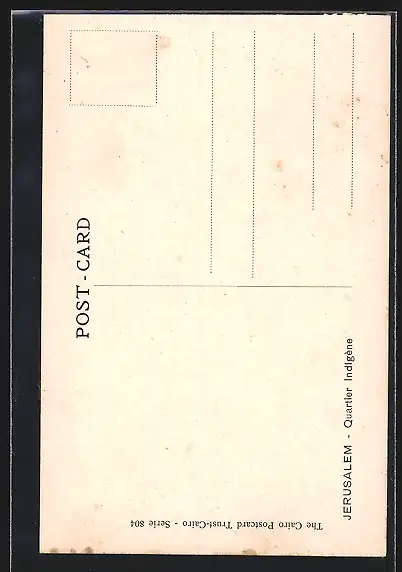 POST - CARD
JERUSALEM - Quartier Indigène
The Cairo Postcard Trust-Cairo - Serie 804